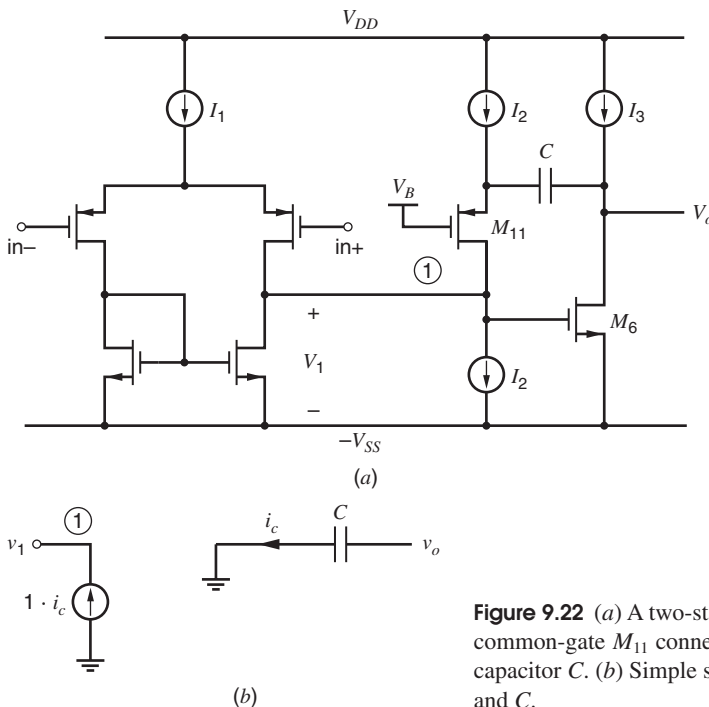 V_DD
I_1
I_2
I_3
C
V_B
V_o
in−
in+
M_11
1
+
M_6
V_1
I_2
−
−V_SS
(a)
1
C
v_1
i_c
v_o
1 · i_c
(b)
Figure 9.22 (a) A two-st
common-gate M_11 conne
capacitor C. (b) Simple s
and C.